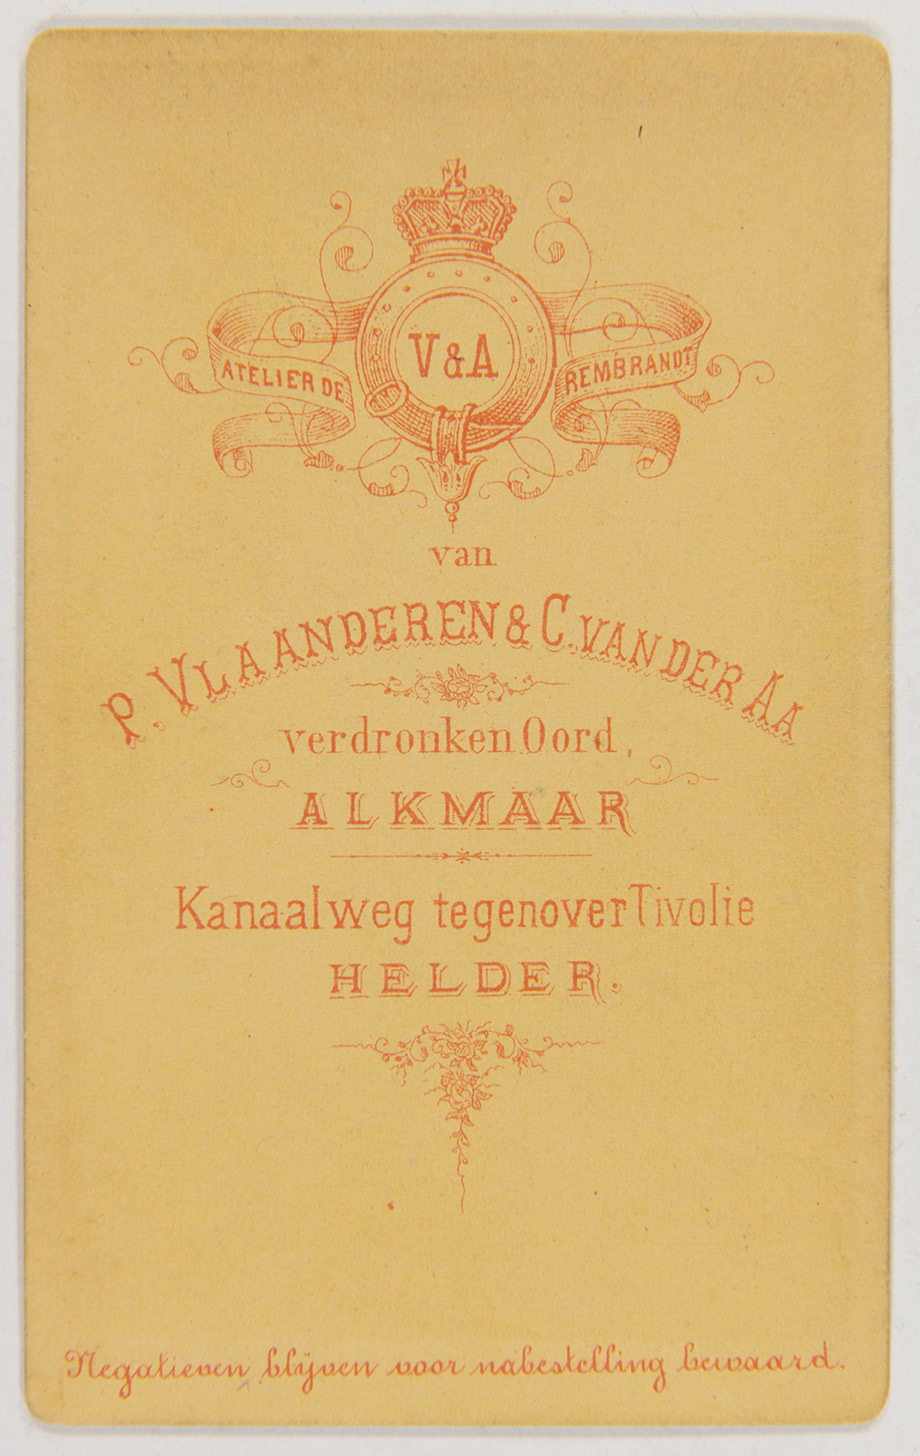 V&A
ATELIER DE REMBRANDT
van
P. VLAANDEREN & C. VAN DER AA
verdronken Oord,
ALKMAAR
Kanaalweg tegenover Tivolie
HELDER.
Negatieven blijven voor nabestelling bewaard.